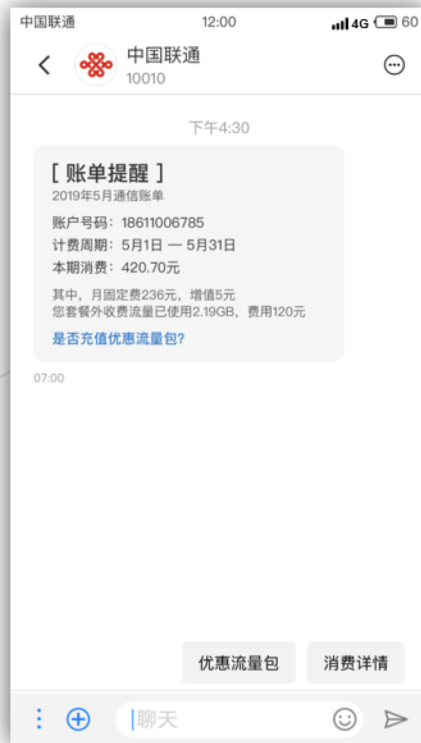 中国联通 12:00 4G 60
中国联通
10010
下午4:30
[ 账单提醒 ]
2019年5月通信账单
账户号码：18611006785
计费周期：5月1日 — 5月31日
本期消费：420.70元
其中，月固定费236元，增值5元
您套餐外收费流量已使用2.19GB，费用120元
是否充值优惠流量包?
07:00
优惠流量包 消费详情
聊天